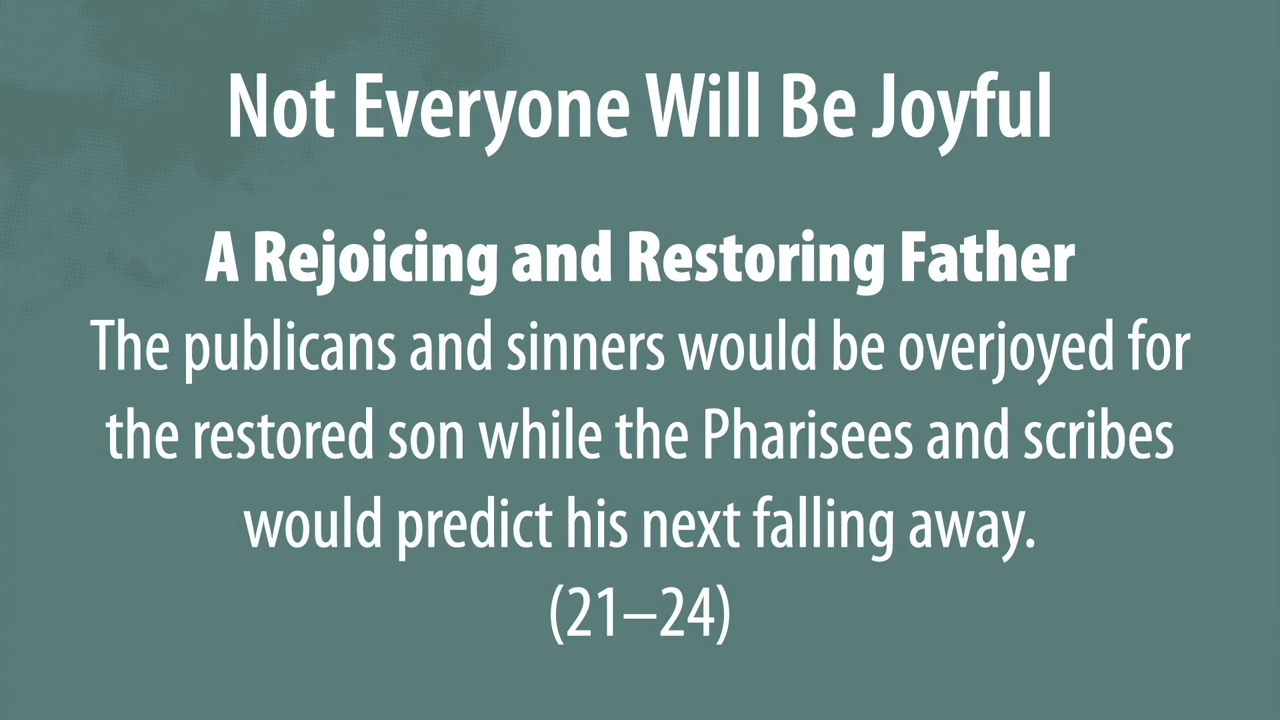 Not Everyone Will Be Joyful
A Rejoicing and Restoring Father
The publicans and sinners would be overjoyed for
the restored son while the Pharisees and scribes
would predict his next falling away.
(21–24)